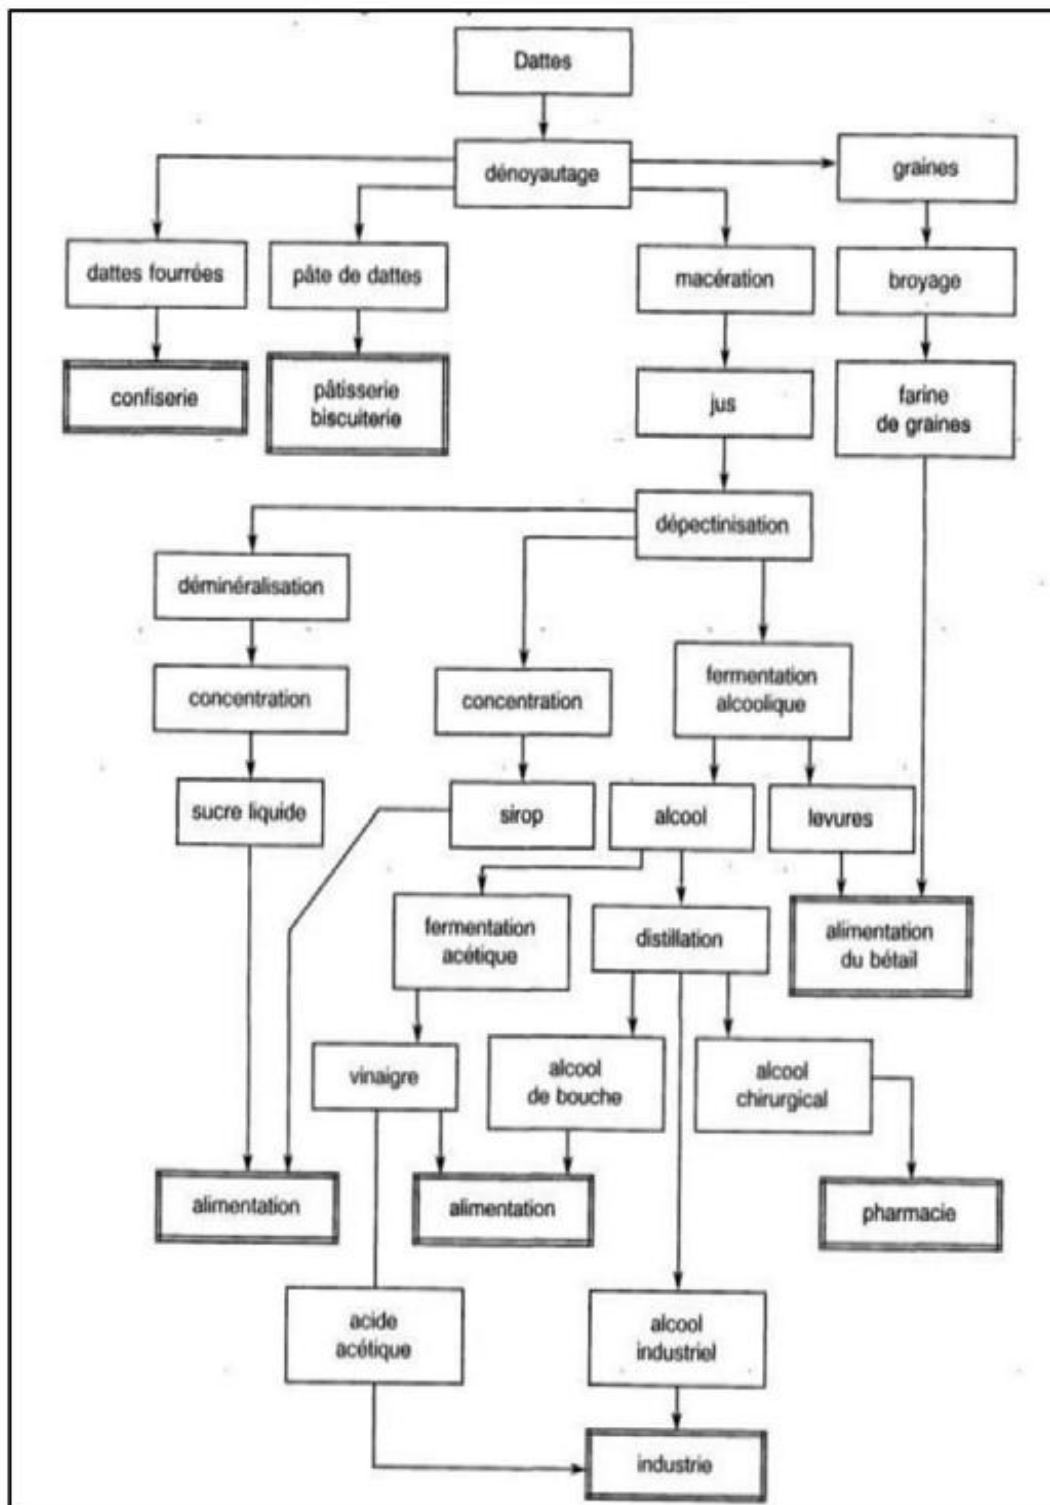 Dattes
dénoyautage
graines
dattes fourrées
pâte de dattes
macération
broyage
confiserie
pâtisserie
biscuiterie
jus
farine
de graines
dépectinisation
déminéralisation
concentration
concentration
fermentation
alcoolique
sucre liquide
sirop
alcool
levures
fermentation
acétique
distillation
alimentation
du bétail
vinaigre
alcool
de bouche
alcool
chirurgical
alimentation
alimentation
pharmacie
acide
acétique
alcool
industriel
industrie